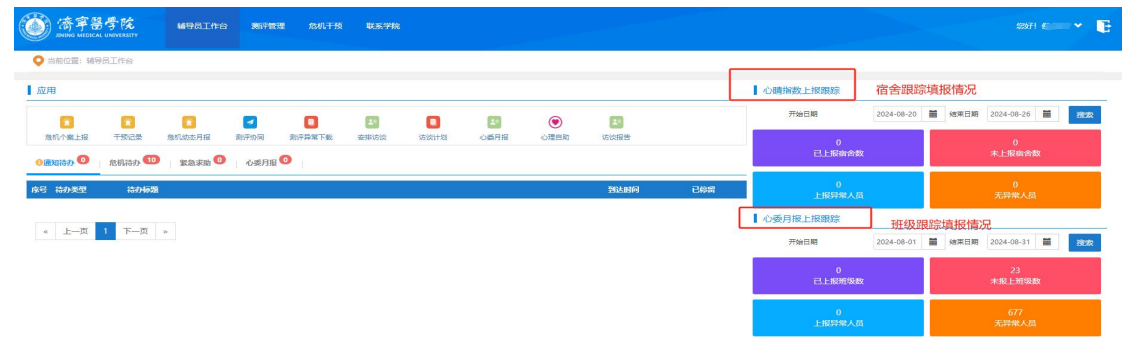 濟寧醫學院
JINING MEDICAL UNIVERSITY
辅导员工作台 测评管理 危机干预 联系学院
您好!
当前位置：辅导员工作台
应用
危机个案上报 干预记录 危机动态月报 测评协同 测评异常下载 安排访谈 访谈计划 心委月报 心理自助 访谈报告
通知待办 0 危机待办 10 紧急求助 0 心委月报 0
序号 待办类型 待办标题 到达时间 已停留
« 上一页 1 下一页 »
心晴指数上报跟踪 宿舍跟踪填报情况
开始日期 2024-08-20 结束日期 2024-08-26 搜索
0 0
已上报宿舍数 未上报宿舍数
0 0
上报异常人员 无异常人员
心委月报上报跟踪 班级跟踪填报情况
开始日期 2024-08-01 结束日期 2024-08-31 搜索
0 23
已上报班级数 未报上班级数
0 677
上报异常人员 无异常人员